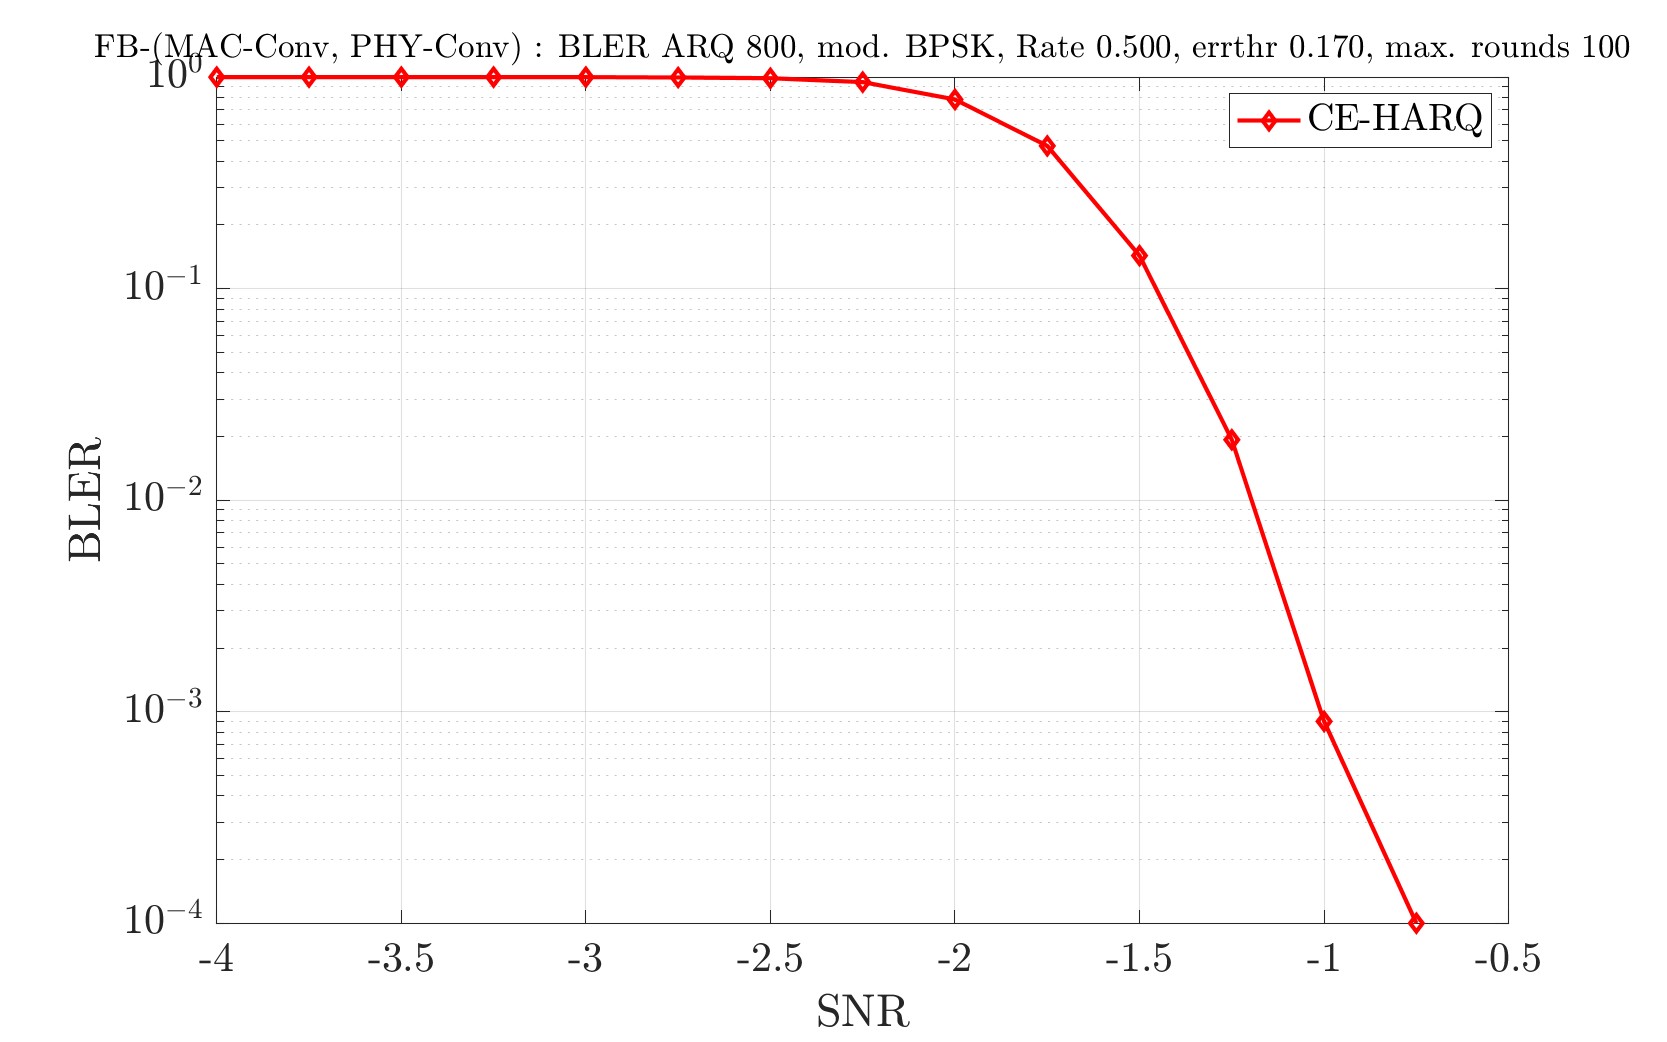 FB-(MAC-Conv, PHY-Conv) : BLER ARQ 800, mod. BPSK, Rate 0.500, errthr 0.170, max. rounds 100
10^0
CE-HARQ
10^{-1}
BLER
10^{-2}
10^{-3}
10^{-4}
-4 -3.5 -3 -2.5 -2 -1.5 -1 -0.5
SNR